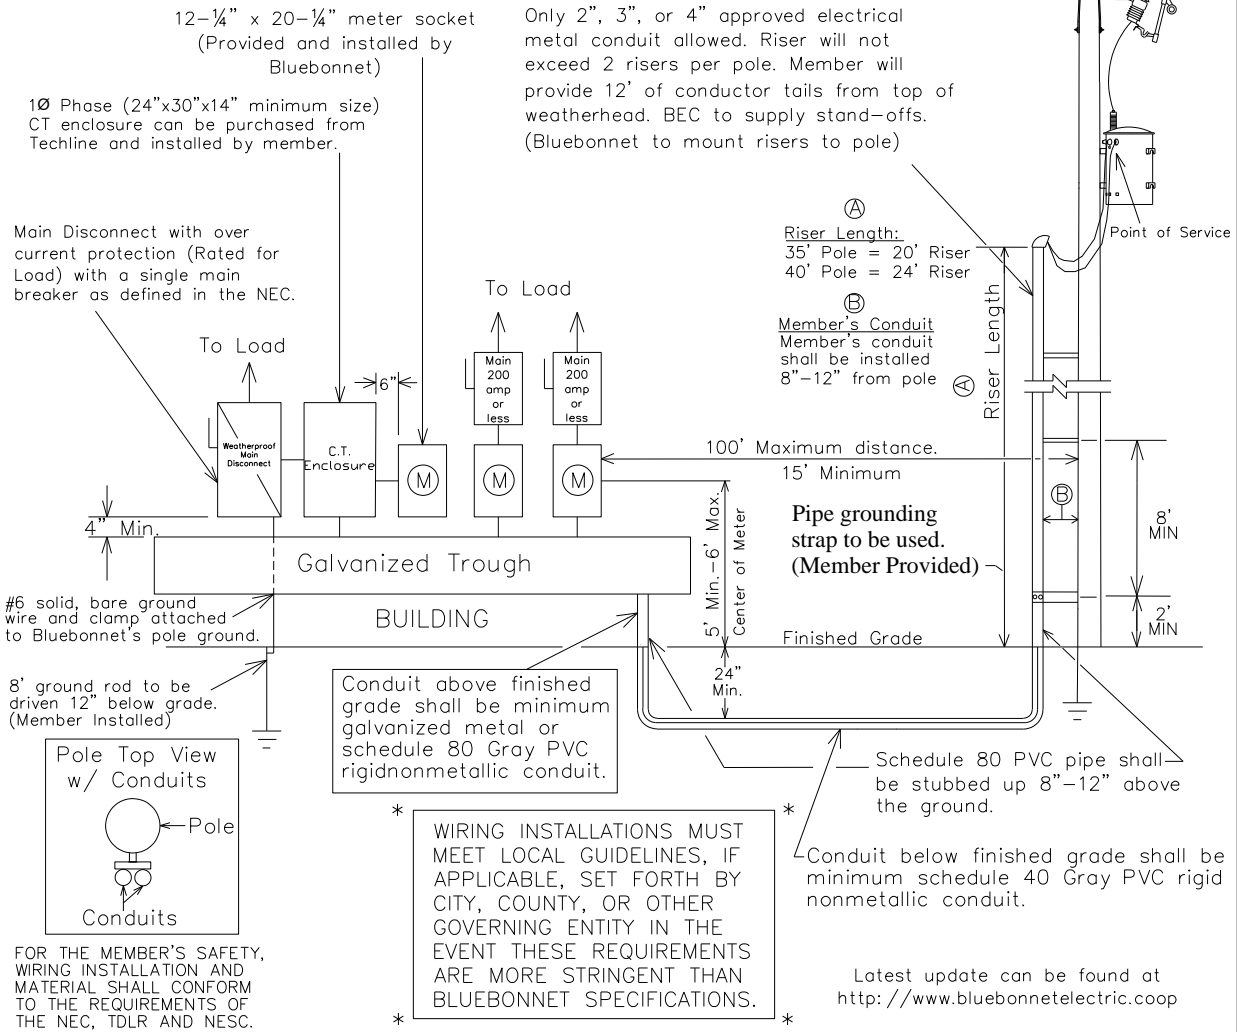 12-¼" x 20-¼" meter socket
(Provided and installed by
Bluebonnet)
Only 2", 3", or 4" approved electrical
metal conduit allowed. Riser will not
exceed 2 risers per pole. Member will
provide 12' of conductor tails from top of
weatherhead. BEC to supply stand-offs.
(Bluebonnet to mount risers to pole)
1Ø Phase (24"x30"x14" minimum size)
CT enclosure can be purchased from
Techline and installed by member.
Main Disconnect with over
current protection (Rated for
Load) with a single main
breaker as defined in the NEC.
A
Riser Length:
35' Pole = 20' Riser
40' Pole = 24' Riser
B
Member's Conduit
Member's conduit
shall be installed
8"-12" from pole
Point of Service
A
Riser Length
To Load
To Load
6"
Main
200
amp
or
less
Main
200
amp
or
less
Weatherproof
Main
Disconnect
C.T.
Enclosure
M
M
M
100' Maximum distance.
15' Minimum
B
8'
MIN
2'
MIN
4" Min.
Galvanized Trough
5' Min.-6' Max.
Center of Meter
Pipe grounding
strap to be used.
(Member Provided)
#6 solid, bare ground
wire and clamp attached
to Bluebonnet's pole ground.
BUILDING
Finished Grade
24"
Min.
8' ground rod to be
driven 12" below grade.
(Member Installed)
Conduit above finished
grade shall be minimum
galvanized metal or
schedule 80 Gray PVC
rigidnonmetallic conduit.
Schedule 80 PVC pipe shall
be stubbed up 8"-12" above
the ground.
Pole Top View
w/ Conduits
Pole
Conduits
* *
WIRING INSTALLATIONS MUST
MEET LOCAL GUIDELINES, IF
APPLICABLE, SET FORTH BY
CITY, COUNTY, OR OTHER
GOVERNING ENTITY IN THE
EVENT THESE REQUIREMENTS
ARE MORE STRINGENT THAN
BLUEBONNET SPECIFICATIONS.
* *
Conduit below finished grade shall be
minimum schedule 40 Gray PVC rigid
nonmetallic conduit.
FOR THE MEMBER'S SAFETY,
WIRING INSTALLATION AND
MATERIAL SHALL CONFORM
TO THE REQUIREMENTS OF
THE NEC, TDLR AND NESC.
Latest update can be found at
http://www.bluebonnetelectric.coop